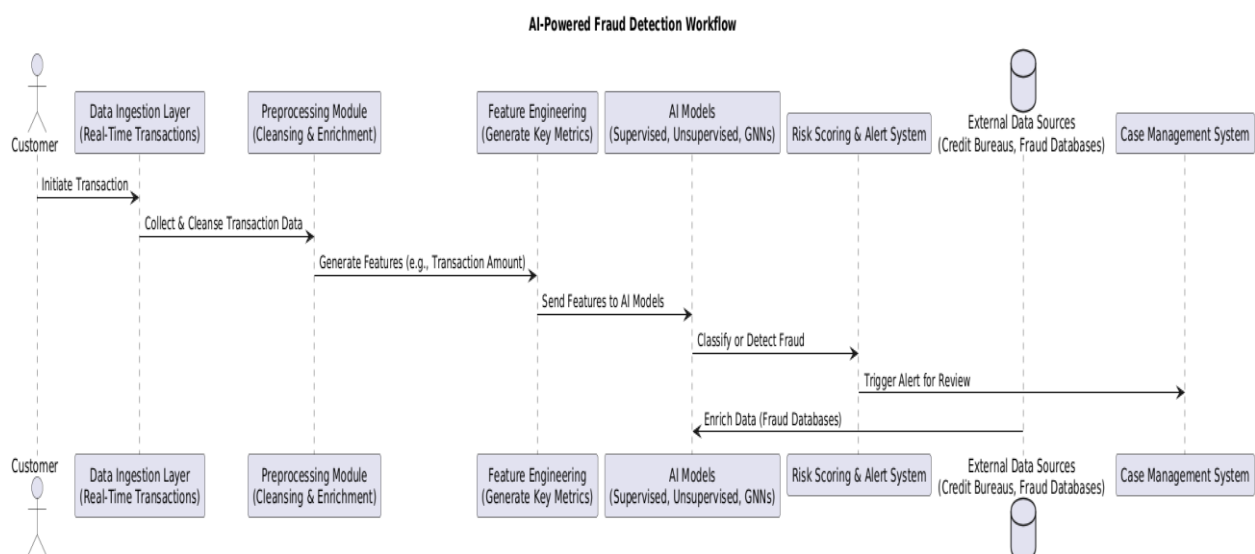 AI-Powered Fraud Detection Workflow
Customer
Data Ingestion Layer
(Real-Time Transactions)
Preprocessing Module
(Cleansing & Enrichment)
Feature Engineering
(Generate Key Metrics)
AI Models
(Supervised, Unsupervised, GNNs)
Risk Scoring & Alert System
External Data Sources
(Credit Bureaus, Fraud Databases)
Case Management System
Initiate Transaction
Collect & Cleanse Transaction Data
Generate Features (e.g., Transaction Amount)
Send Features to AI Models
Classify or Detect Fraud
Trigger Alert for Review
Enrich Data (Fraud Databases)
Customer
Data Ingestion Layer
(Real-Time Transactions)
Preprocessing Module
(Cleansing & Enrichment)
Feature Engineering
(Generate Key Metrics)
AI Models
(Supervised, Unsupervised, GNNs)
Risk Scoring & Alert System
External Data Sources
(Credit Bureaus, Fraud Databases)
Case Management System